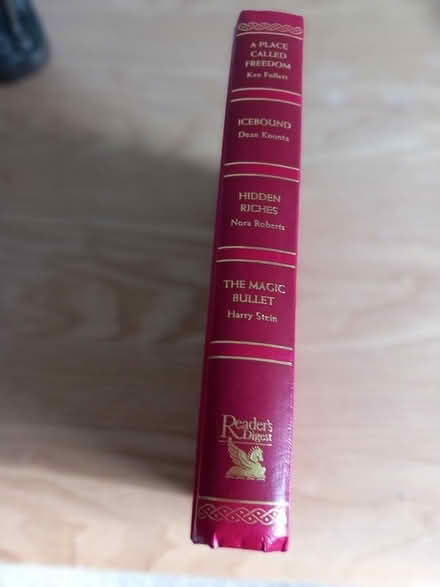 A PLACE
CALLED
FREEDOM
Ken Follett
ICEBOUND
Dean Koontz
HIDDEN
RICHES
Nora Roberts
THE MAGIC
BULLET
Harry Stein
Reader's
Digest